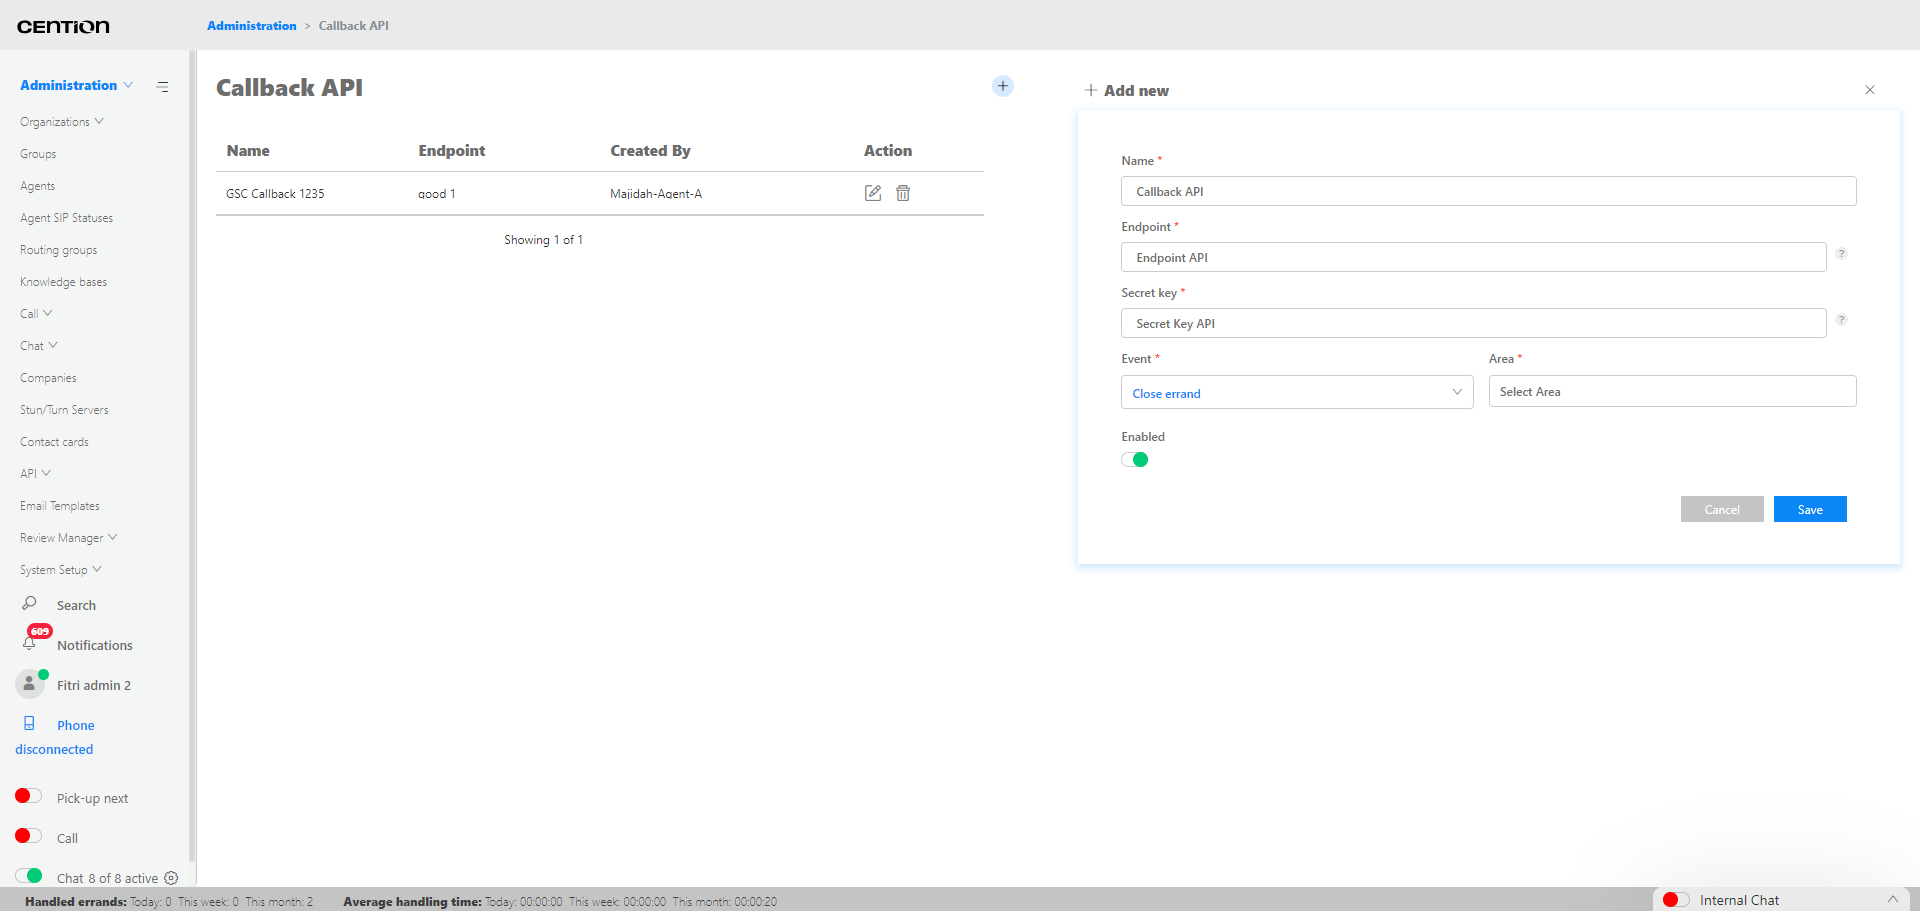 CENTION
Administration > Callback API
Administration
Organizations
Groups
Agents
Agent SIP Statuses
Routing groups
Knowledge bases
Call
Chat
Companies
Stun/Turn Servers
Contact cards
API
Email Templates
Review Manager
System Setup
Search
609
Notifications
Fitri admin 2
Phone
disconnected
Pick-up next
Call
Chat 8 of 8 active
Callback API
+
Name Endpoint Created By Action
GSC Callback 1235 good 1 Majidah-Agent-A
Showing 1 of 1
+ Add new
Name *
Callback API
Endpoint *
Endpoint API
?
Secret key *
Secret Key API
?
Event * Area *
Close errand Select Area
Enabled
Cancel Save
Handled errands: Today: 0 This week: 0 This month: 2 Average handling time: Today: 00:00:00 This week: 00:00:00 This month: 00:00:20
Internal Chat